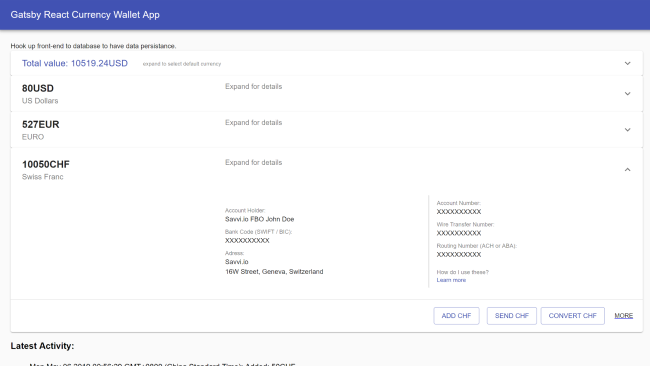 Gatsby React Currency Wallet App
Hook up front-end to database to have data persistance.
Total value: 10519.24USD expand to select default currency
80USD Expand for details
US Dollars
527EUR Expand for details
EURO
10050CHF Expand for details
Swiss Franc
Account Holder:
Savvi.io FBO John Doe
Bank Code (SWIFT / BIC):
XXXXXXXXXX
Adress:
Savvi.io
16W Street, Geneva, Switzerland
Account Number:
XXXXXXXXXX
Wire Transfer Number:
XXXXXXXXXX
Routing Number (ACH or ABA):
XXXXXXXXXX
How do I use these?
Learn more
ADD CHF SEND CHF CONVERT CHF MORE
Latest Activity: